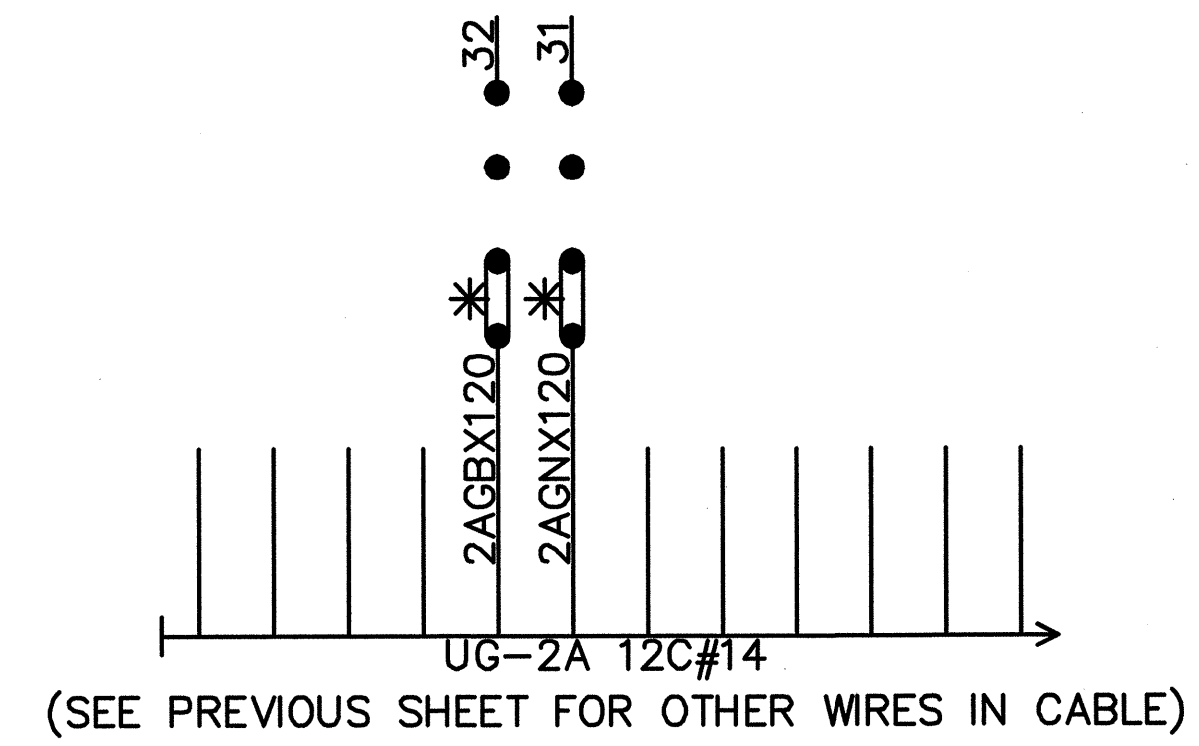 32
31
*
*
2AGBX120
2AGNX120
UG-2A 12C#14
(SEE PREVIOUS SHEET FOR OTHER WIRES IN CABLE)